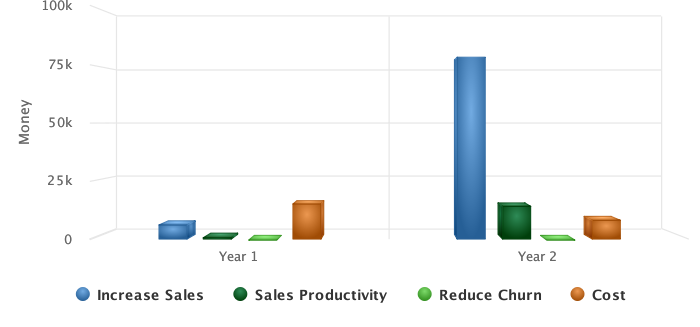 100k
75k
50k
25k
0
Money
Year 1
Year 2
Increase Sales
Sales Productivity
Reduce Churn
Cost